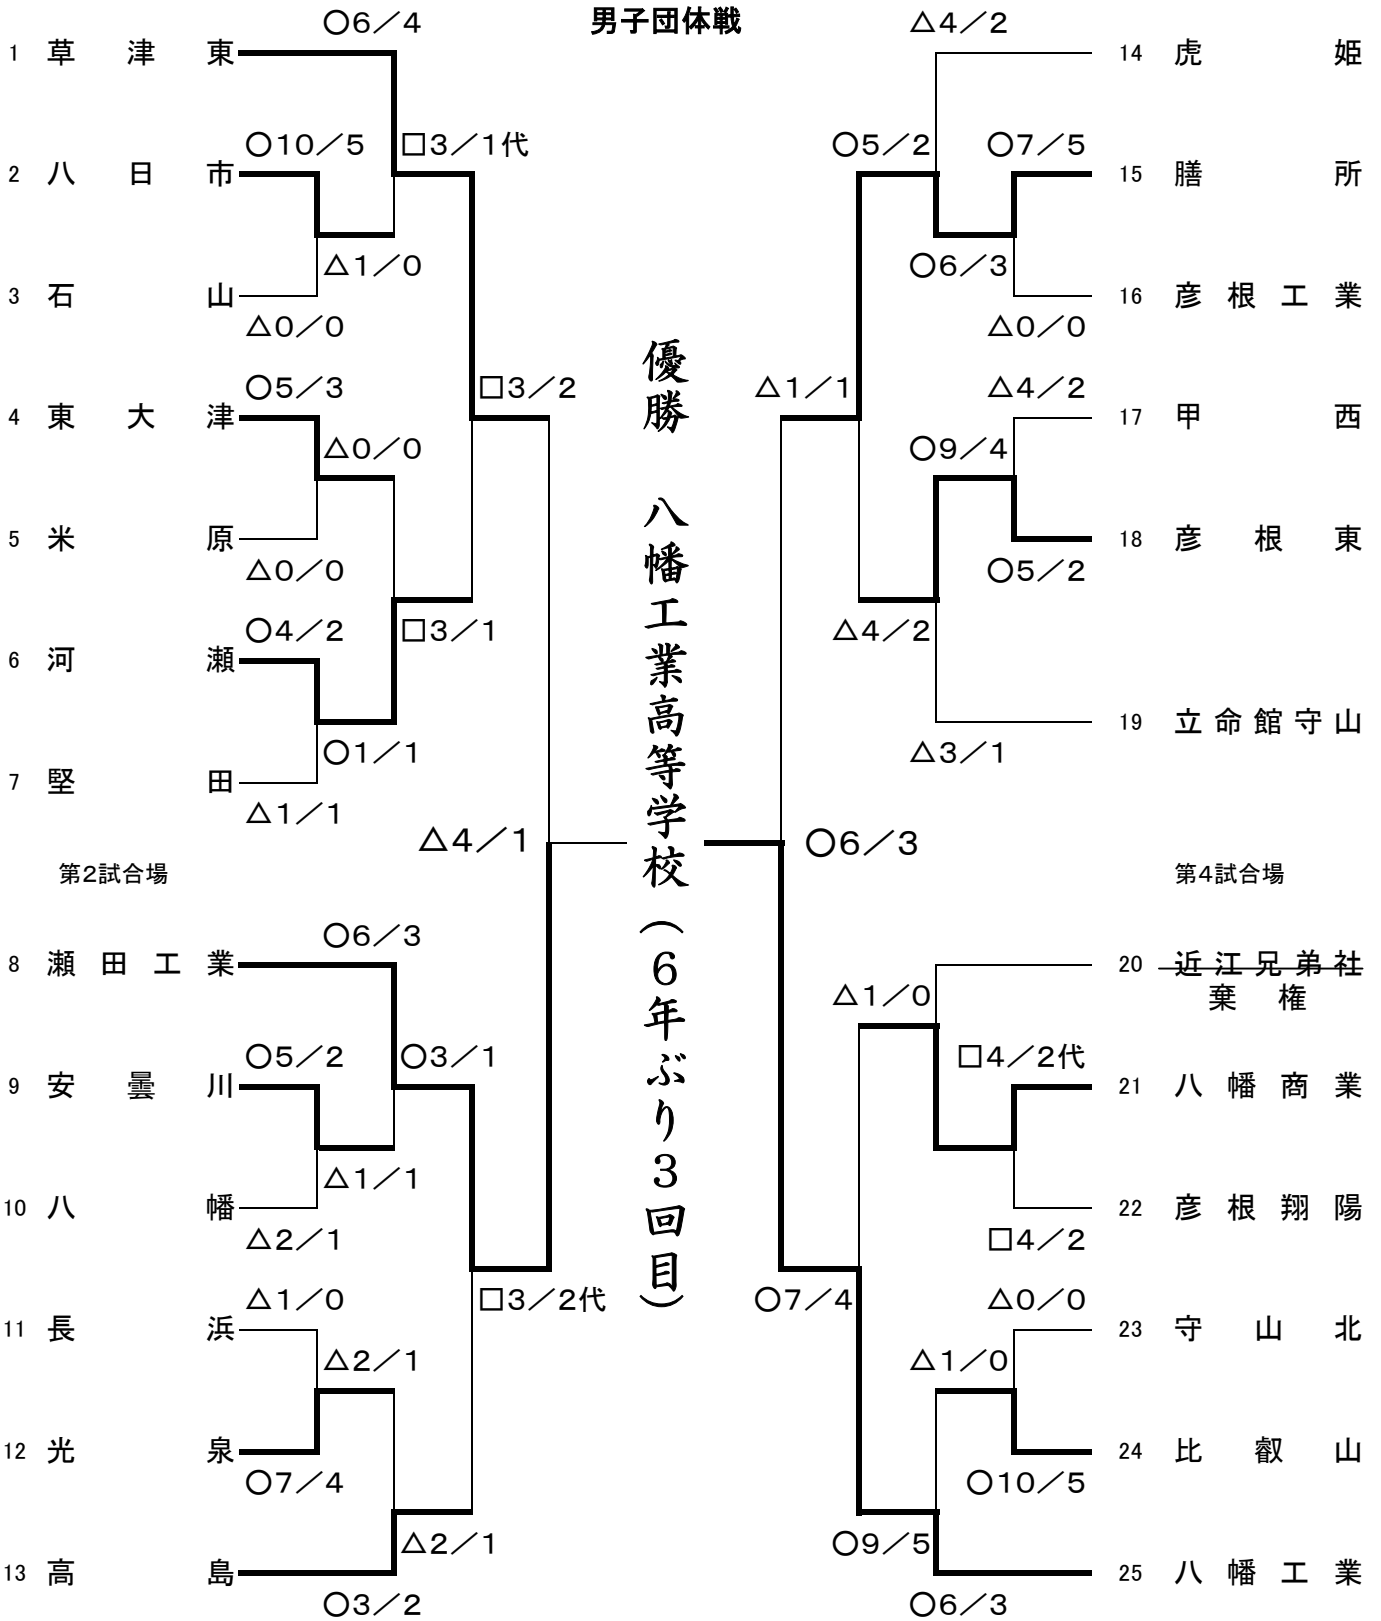 男子団体戦
○6／4
1 草津東
○10／5
□3／1代
2 八日市
△1／0
3 石山
△0／0
○5／3
□3／2
4 東大津
△0／0
5 米原
△0／0
○4／2
□3／1
6 河瀬
○1／1
7 堅田
△1／1
△4／1
第2試合場
○6／3
8 瀬田工業
○5／2
○3／1
9 安曇川
△1／1
10 八幡
△2／1
△1／0
□3／2代
11 長浜
△2／1
12 光泉
○7／4
△2／1
13 高島
○3／2
優勝 八幡工業高等学校（6年ぶり3回目）
△4／2
14 虎姫
○5／2
○7／5
15 膳所
○6／3
16 彦根工業
△0／0
△1／1
△4／2
17 甲西
○9／4
18 彦根東
○5／2
△4／2
19 立命館守山
△3／1
○6／3
第4試合場
20 近江兄弟社
棄権
△1／0
□4／2代
21 八幡商業
22 彦根翔陽
□4／2
○7／4
△0／0
23 守山北
△1／0
24 比叡山
○10／5
○9／5
25 八幡工業
○6／3